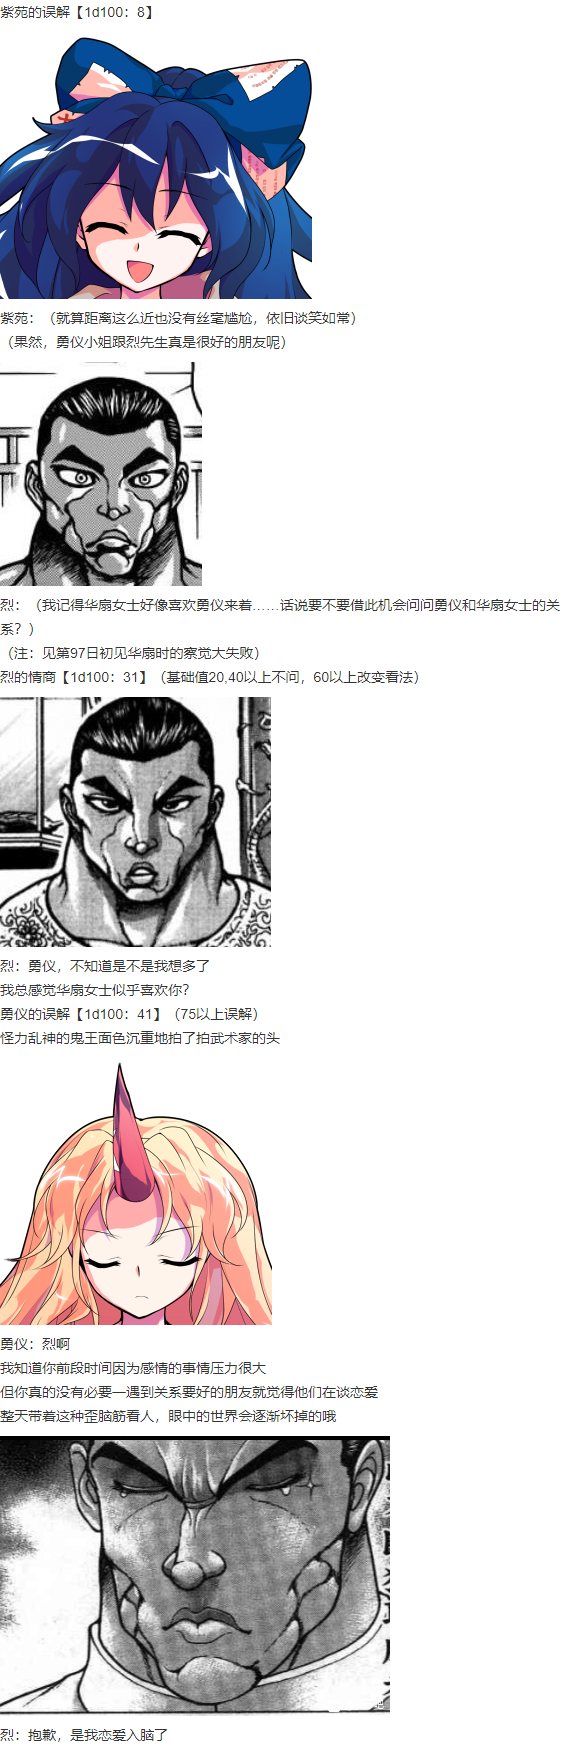 紫苑的误解【1d100：8】
紫苑：（就算距离这么近也没有丝毫尴尬，依旧谈笑如常）
（果然，勇仪小姐跟烈先生真是很好的朋友呢）
烈：（我记得华扇女士好像喜欢勇仪来着……话说要不要借此机会问问勇仪和华扇女士的关
系？）
（注：见第97日初见华扇时的察觉大失败）
烈的情商【1d100：31】（基础值20,40以上不问，60以上改变看法）
烈：勇仪，不知道是不是我想多了
我总感觉华扇女士似乎喜欢你？
勇仪的误解【1d100：41】（75以上误解）
怪力乱神的鬼王面色沉重地拍了拍武术家的头
勇仪：烈啊
我知道你前段时间因为感情的事情压力很大
但你真的没有必要一遇到关系要好的朋友就觉得他们在谈恋爱
整天带着这种歪脑筋看人，眼中的世界会逐渐坏掉的哦
烈：抱歉，是我恋爱入脑了